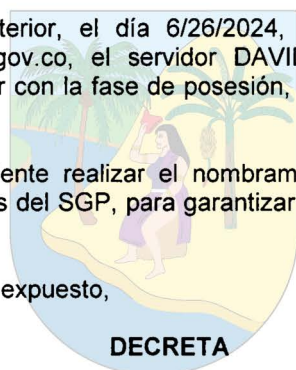 terior, el día 6/26/2024,
gov.co, el servidor DAVI
r con la fase de posesión,
ente realizar el nombram
s del SGP, para garantizar
expuesto,
DECRETA